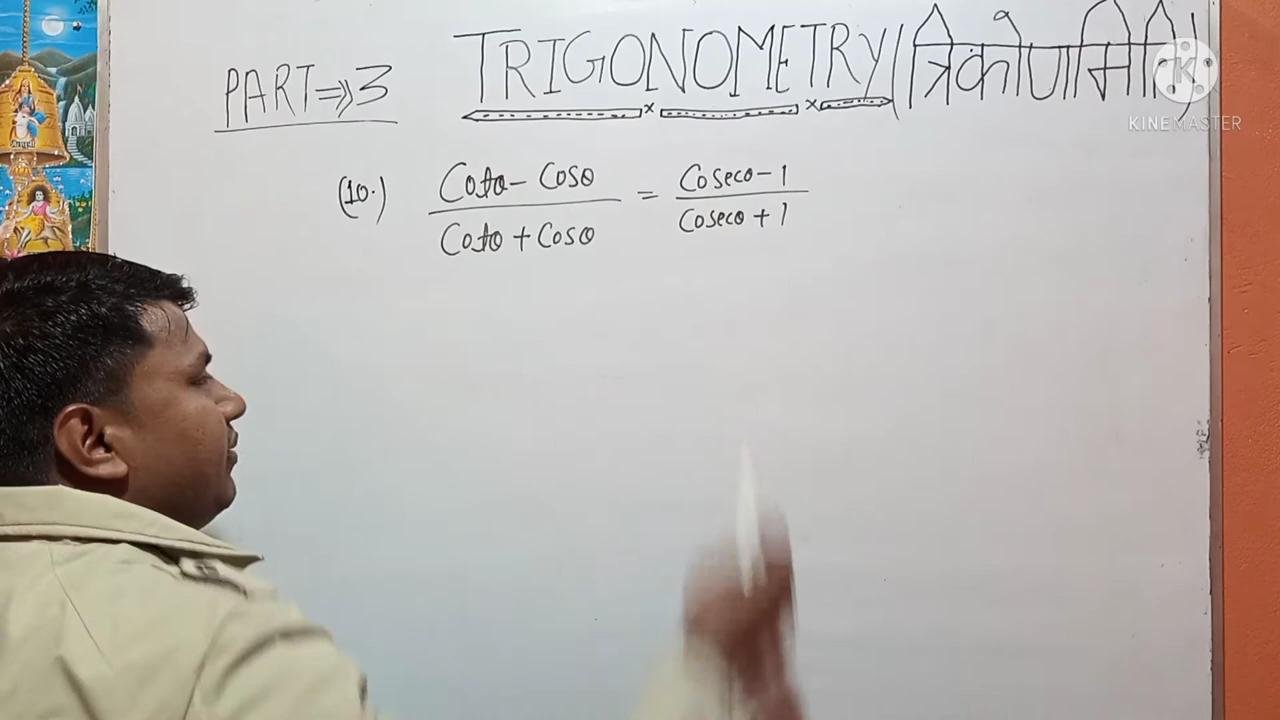 TRIGONOMETRY (त्रिकोणमिति)
PART⇒3
KINEMASTER
(10.) Cotθ - Cosθ / Cotθ + Cosθ = Cosecθ - 1 / Cosecθ + 1